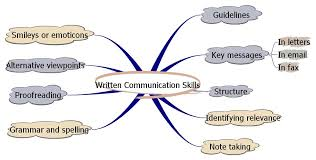 Guidelines
Smileys or emoticons
Key messages
In letters
In email
In fax
Alternative viewpoints
Written Communication Skills
Proofreading
Structure
Identifying relevance
Grammar and spelling
Note taking